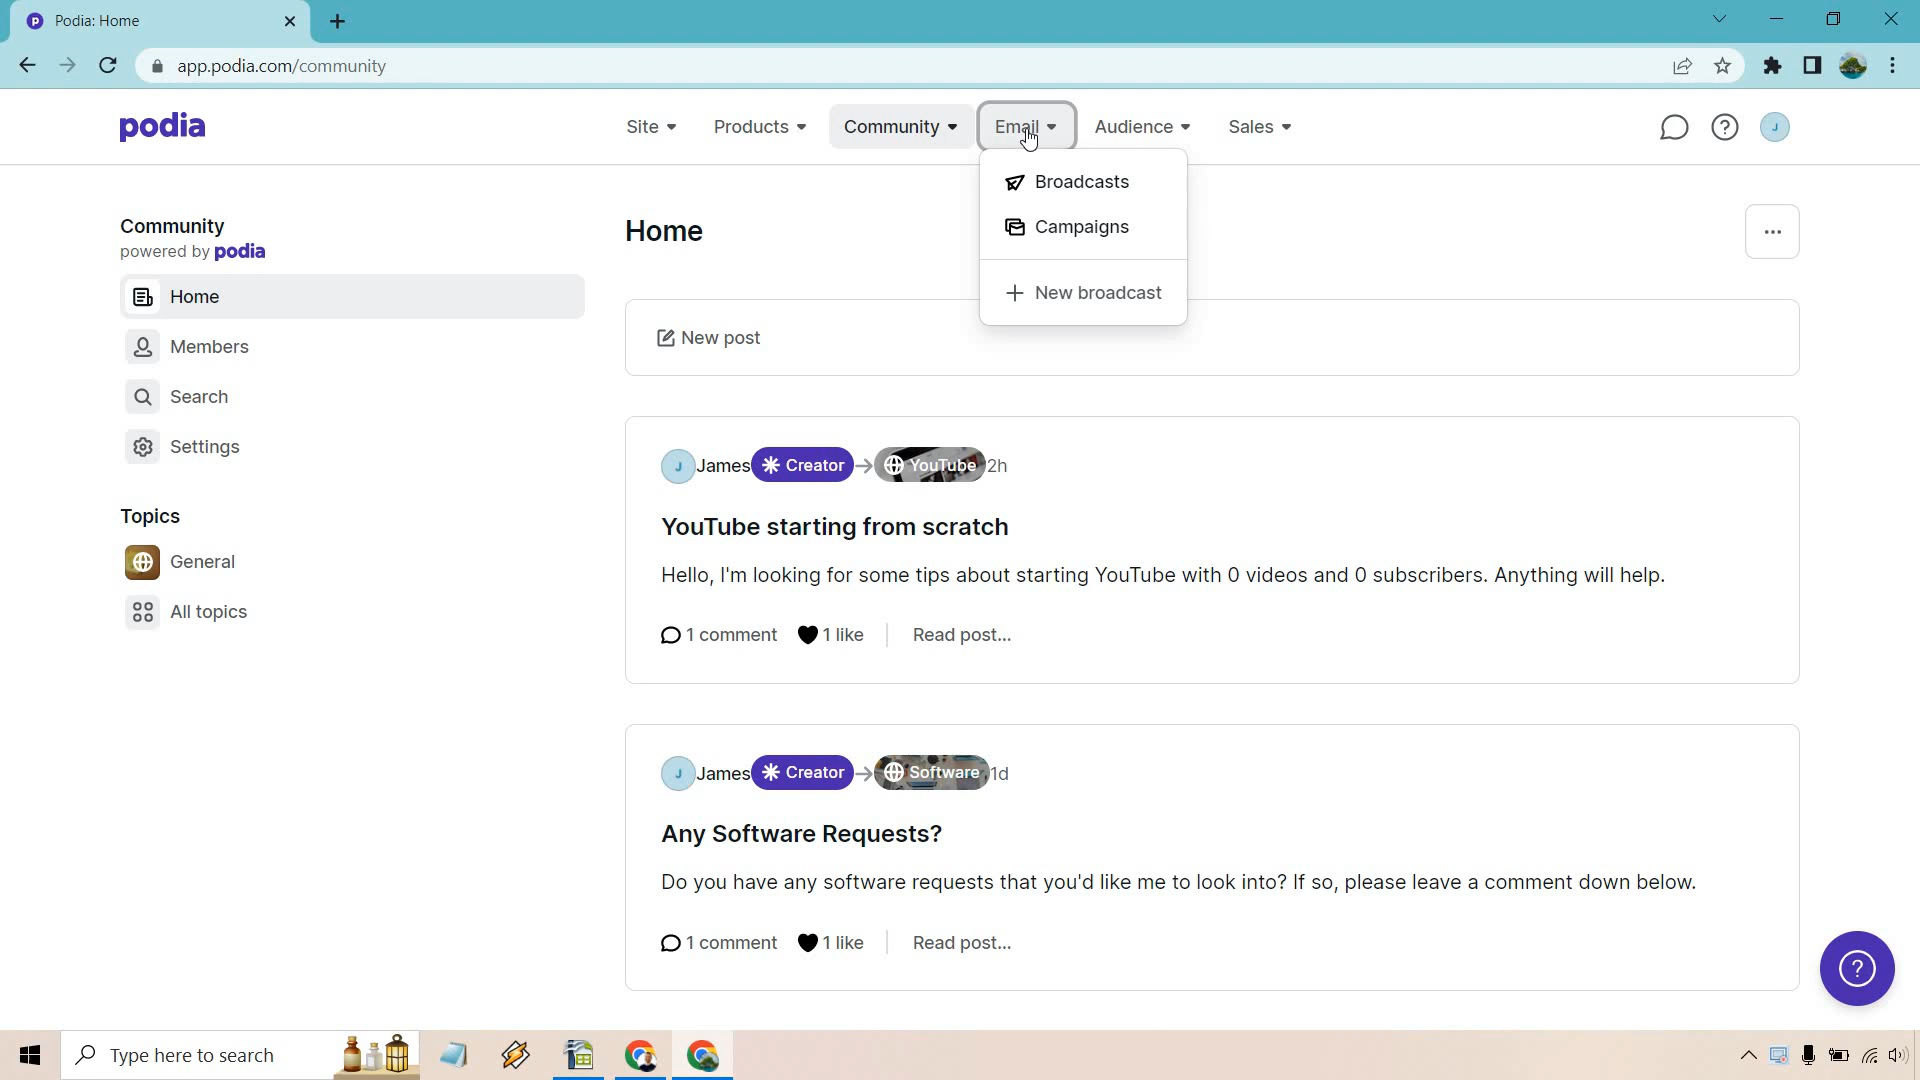 Podia: Home
app.podia.com/community
podia
Site Products Community Email Audience Sales
J
Broadcasts
Campaigns
New broadcast
Community
powered by podia
Home
Members
Search
Settings
Topics
General
All topics
Home
New post
J James Creator YouTube 2h
YouTube starting from scratch
Hello, I'm looking for some tips about starting YouTube with 0 videos and 0 subscribers. Anything will help.
1 comment 1 like Read post...
J James Creator Software 1d
Any Software Requests?
Do you have any software requests that you'd like me to look into? If so, please leave a comment down below.
1 comment 1 like Read post...
Type here to search